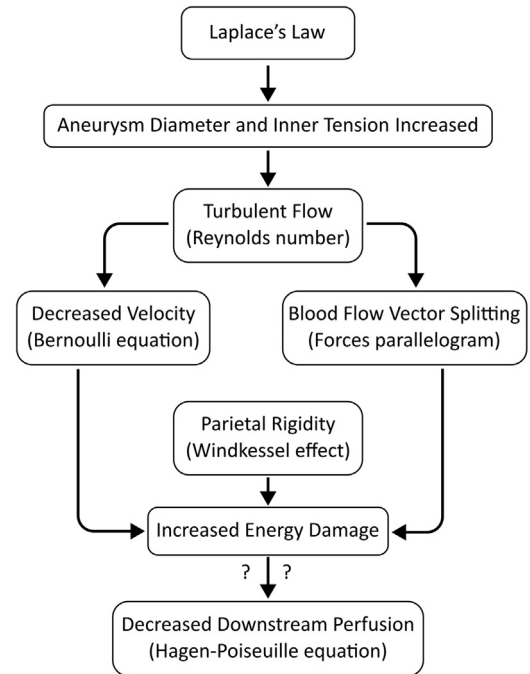 Laplace’s Law
Aneurysm Diameter and Inner Tension Increased
Turbulent Flow
(Reynolds number)
Decreased Velocity
(Bernoulli equation)
Blood Flow Vector Splitting
(Forces parallelogram)
Parietal Rigidity
(Windkessel effect)
Increased Energy Damage
? ?
Decreased Downstream Perfusion
(Hagen-Poiseuille equation)